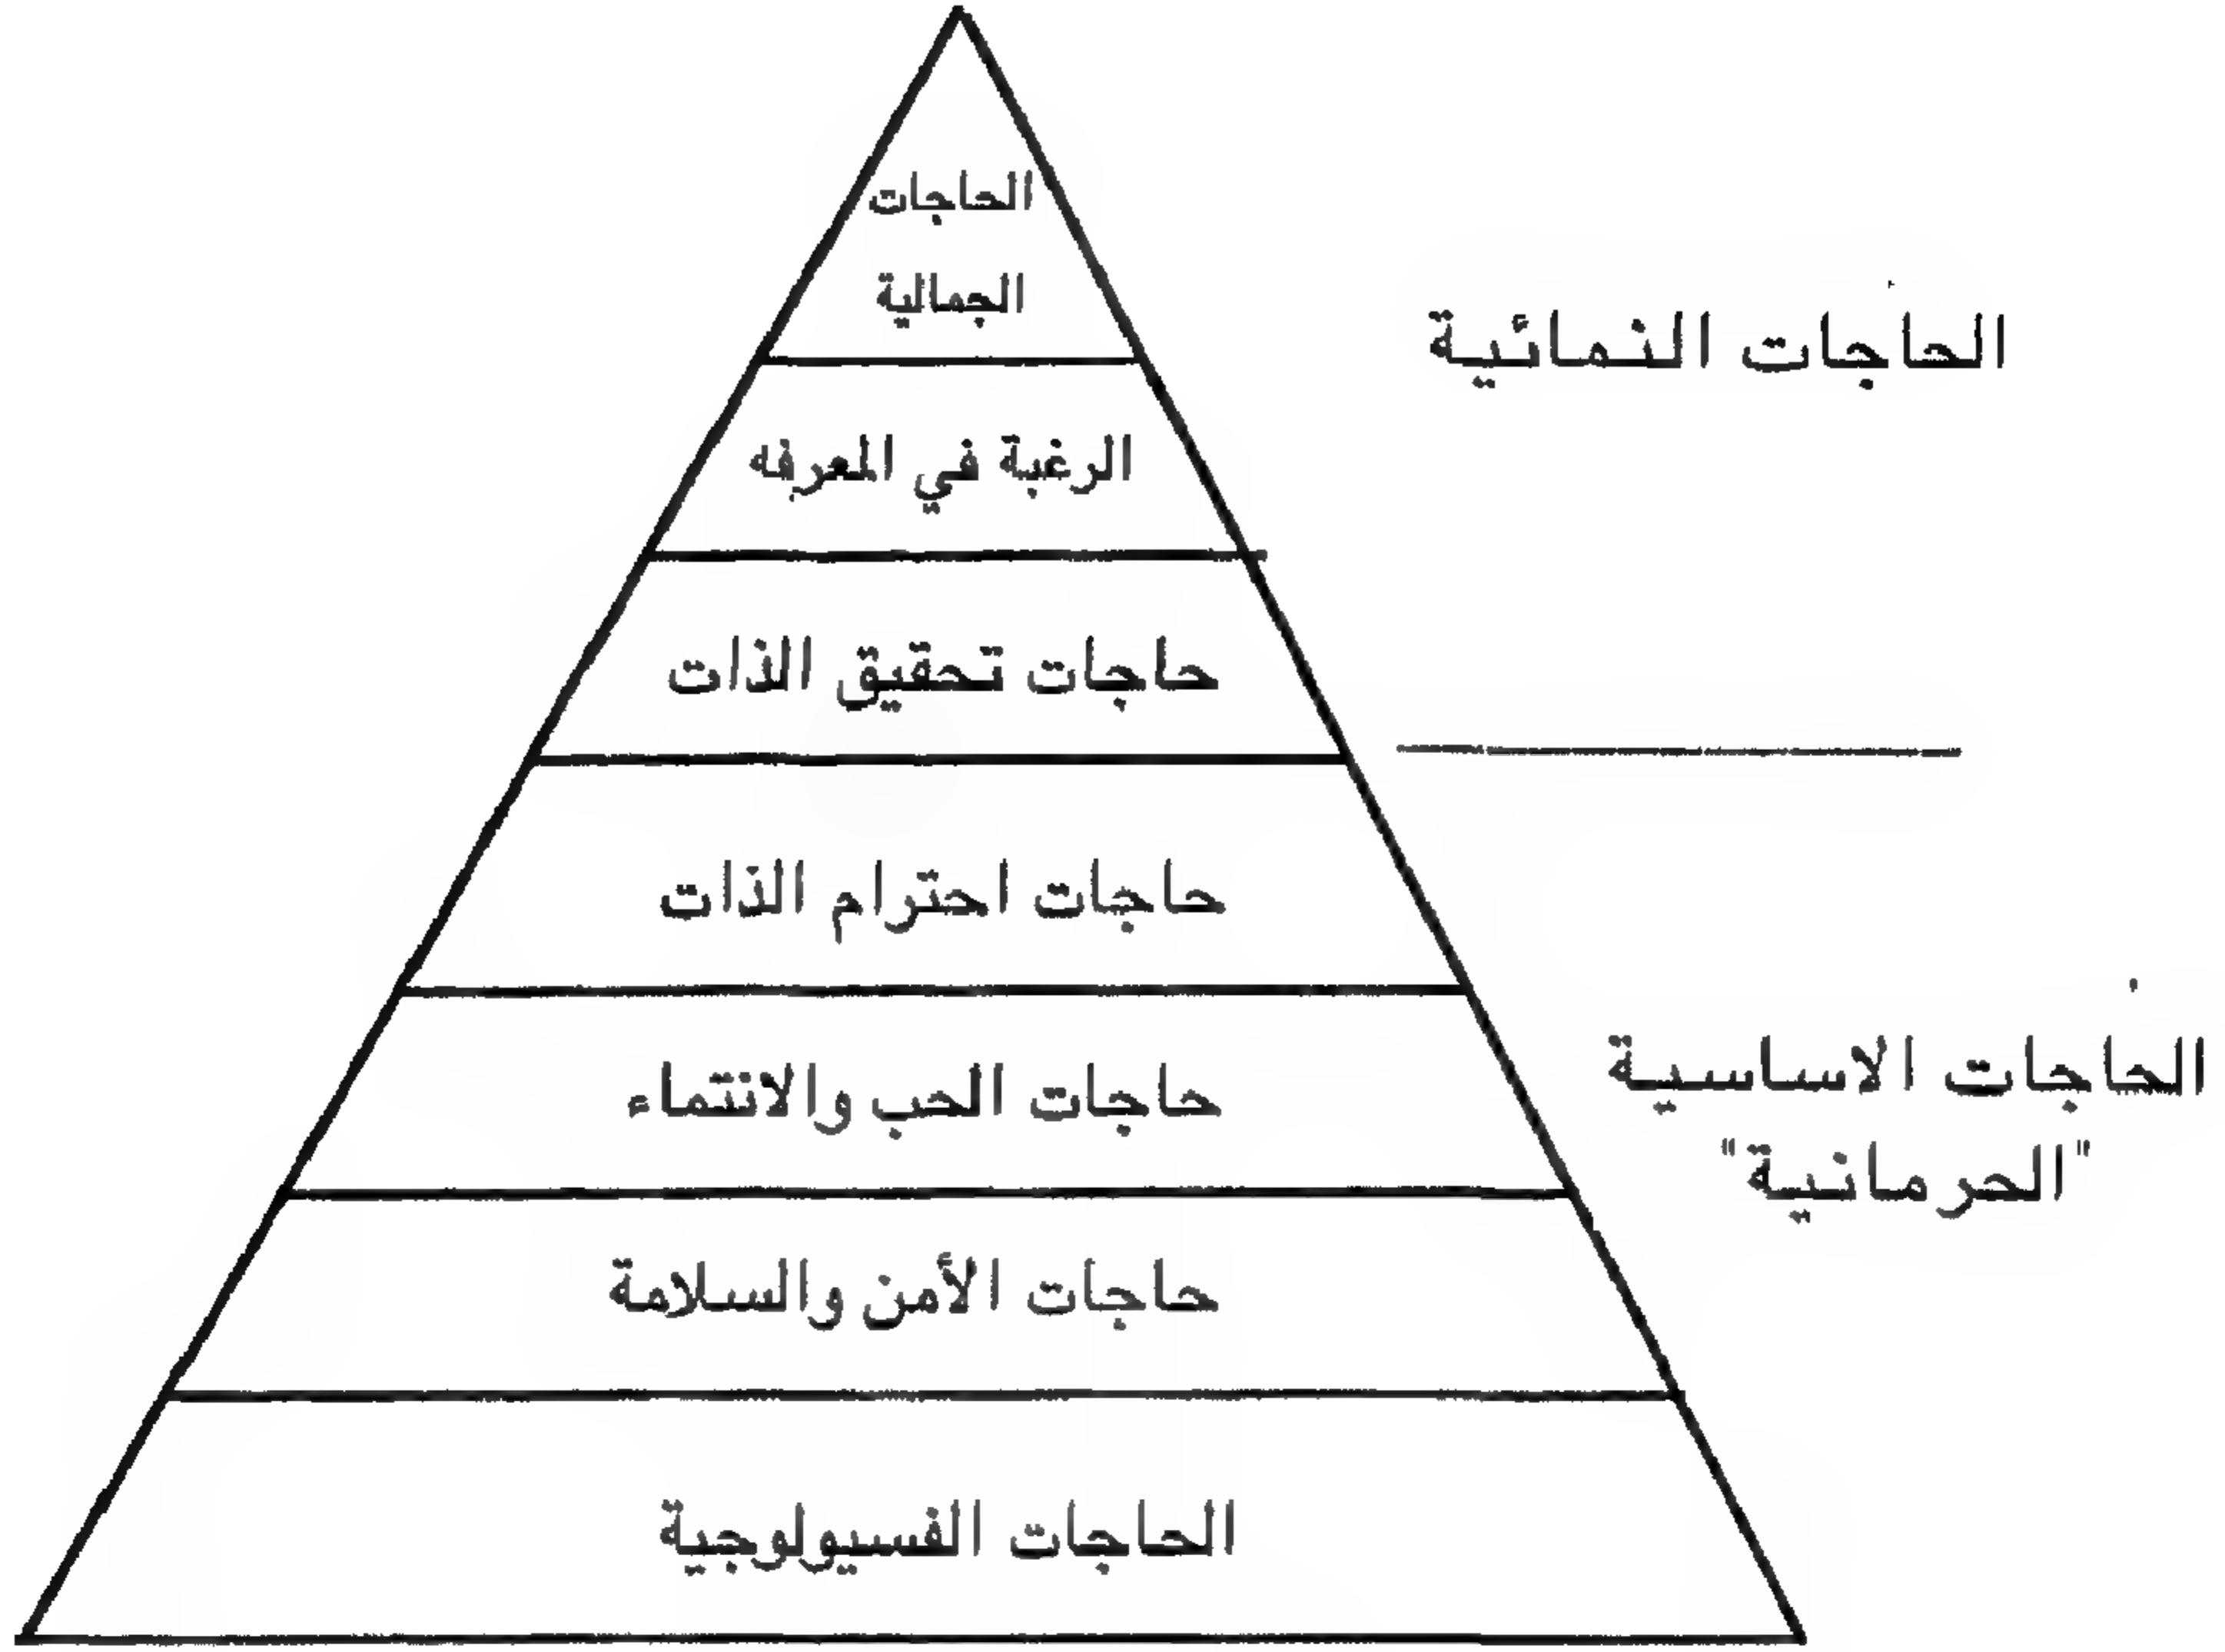 الحاجات
الجمالية
الحاجات النمائية
الرغبة في المعرفه
حاجات تحقيق الذات
حاجات احترام الذات
حاجات الحب والانتماء
الحاجات الاساسية
"الحرمانية"
حاجات الأمن والسلامة
الحاجات الفسيولوجية